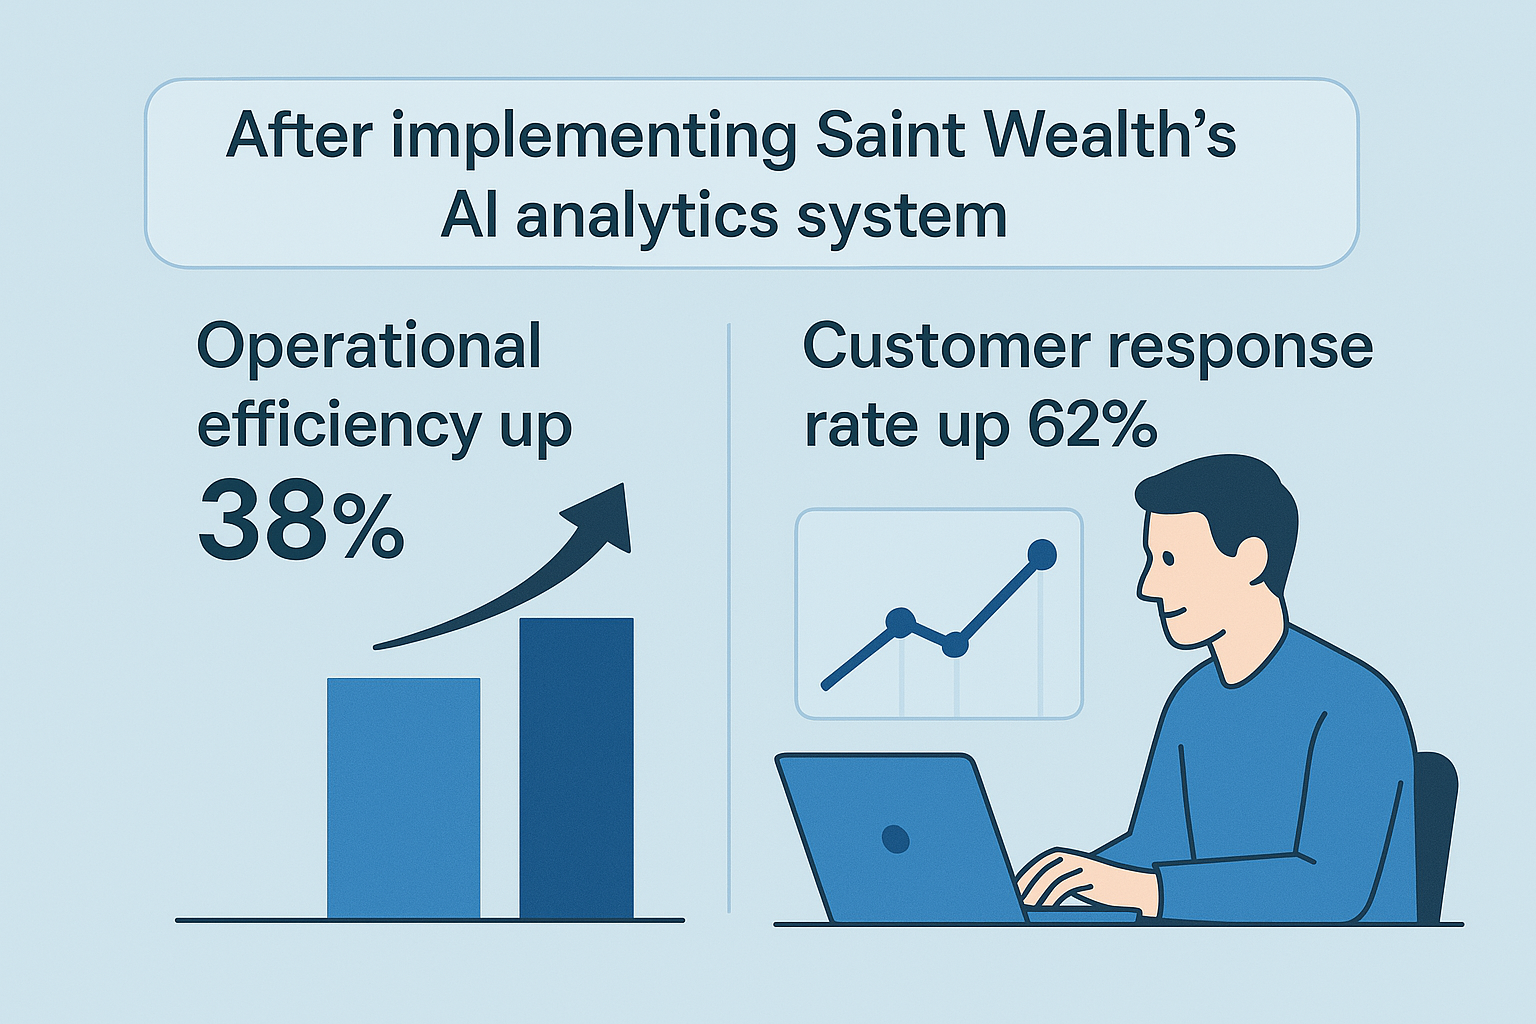 After implementing Saint Wealth’s
AI analytics system
Operational
efficiency up
38%
Customer response
rate up 62%